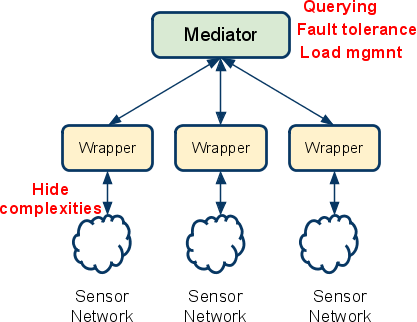 Querying
Mediator
Fault tolerance
Load mgmnt
Wrapper
Wrapper
Wrapper
Hide
complexities
Sensor
Network
Sensor
Network
Sensor
Network